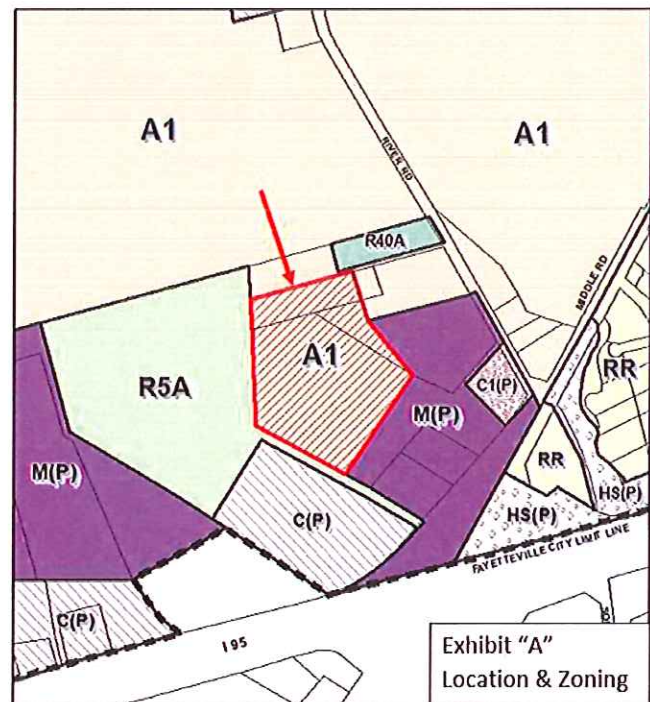 A1
A1
RIVER RD
R40A
MIDDLE RD
A1
R5A
RR
C1(P)
M(P)
M(P)
RR
HS(P)
HS(P)
C(P)
FAYETTEVILLE CITY LIMIT LINE
C(P)
I 95
Exhibit "A"
Location & Zoning